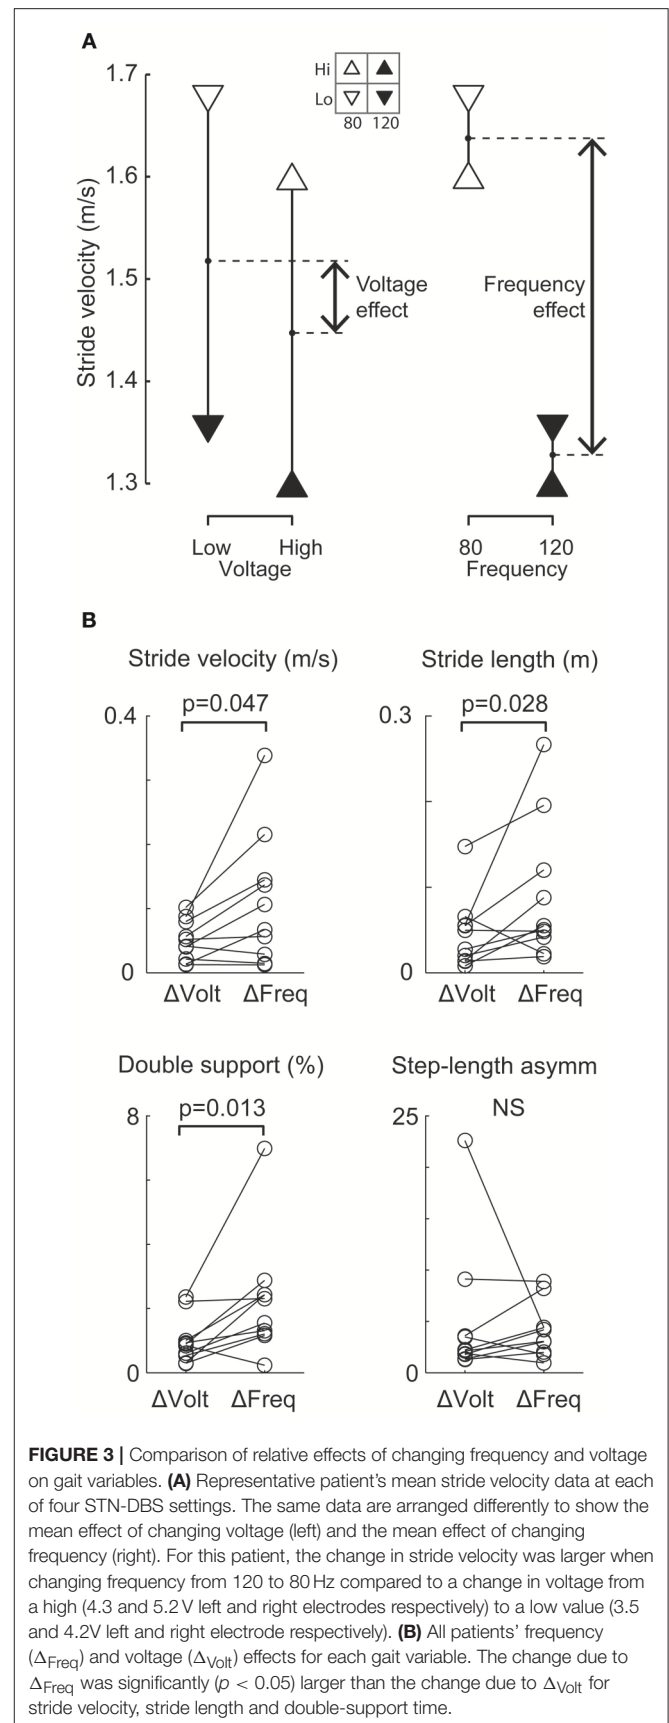 A
Hi
Lo
80 120
1.7
1.6
1.5
1.4
1.3
Stride velocity (m/s)
Voltage
effect
Frequency
effect
Low High
Voltage
80 120
Frequency
B
Stride velocity (m/s)
p=0.047
0.4
0
ΔVolt ΔFreq
Stride length (m)
p=0.028
0.3
0
ΔVolt ΔFreq
Double support (%)
p=0.013
8
0
ΔVolt ΔFreq
Step-length asymm
NS
25
0
ΔVolt ΔFreq
FIGURE 3 | Comparison of relative effects of changing frequency and voltage
on gait variables. (A) Representative patient's mean stride velocity data at each
of four STN-DBS settings. The same data are arranged differently to show the
mean effect of changing voltage (left) and the mean effect of changing
frequency (right). For this patient, the change in stride velocity was larger when
changing frequency from 120 to 80 Hz compared to a change in voltage from
a high (4.3 and 5.2 V left and right electrodes respectively) to a low value (3.5
and 4.2V left and right electrode respectively). (B) All patients' frequency
(ΔFreq) and voltage (ΔVolt) effects for each gait variable. The change due to
ΔFreq was significantly (p < 0.05) larger than the change due to ΔVolt for
stride velocity, stride length and double-support time.